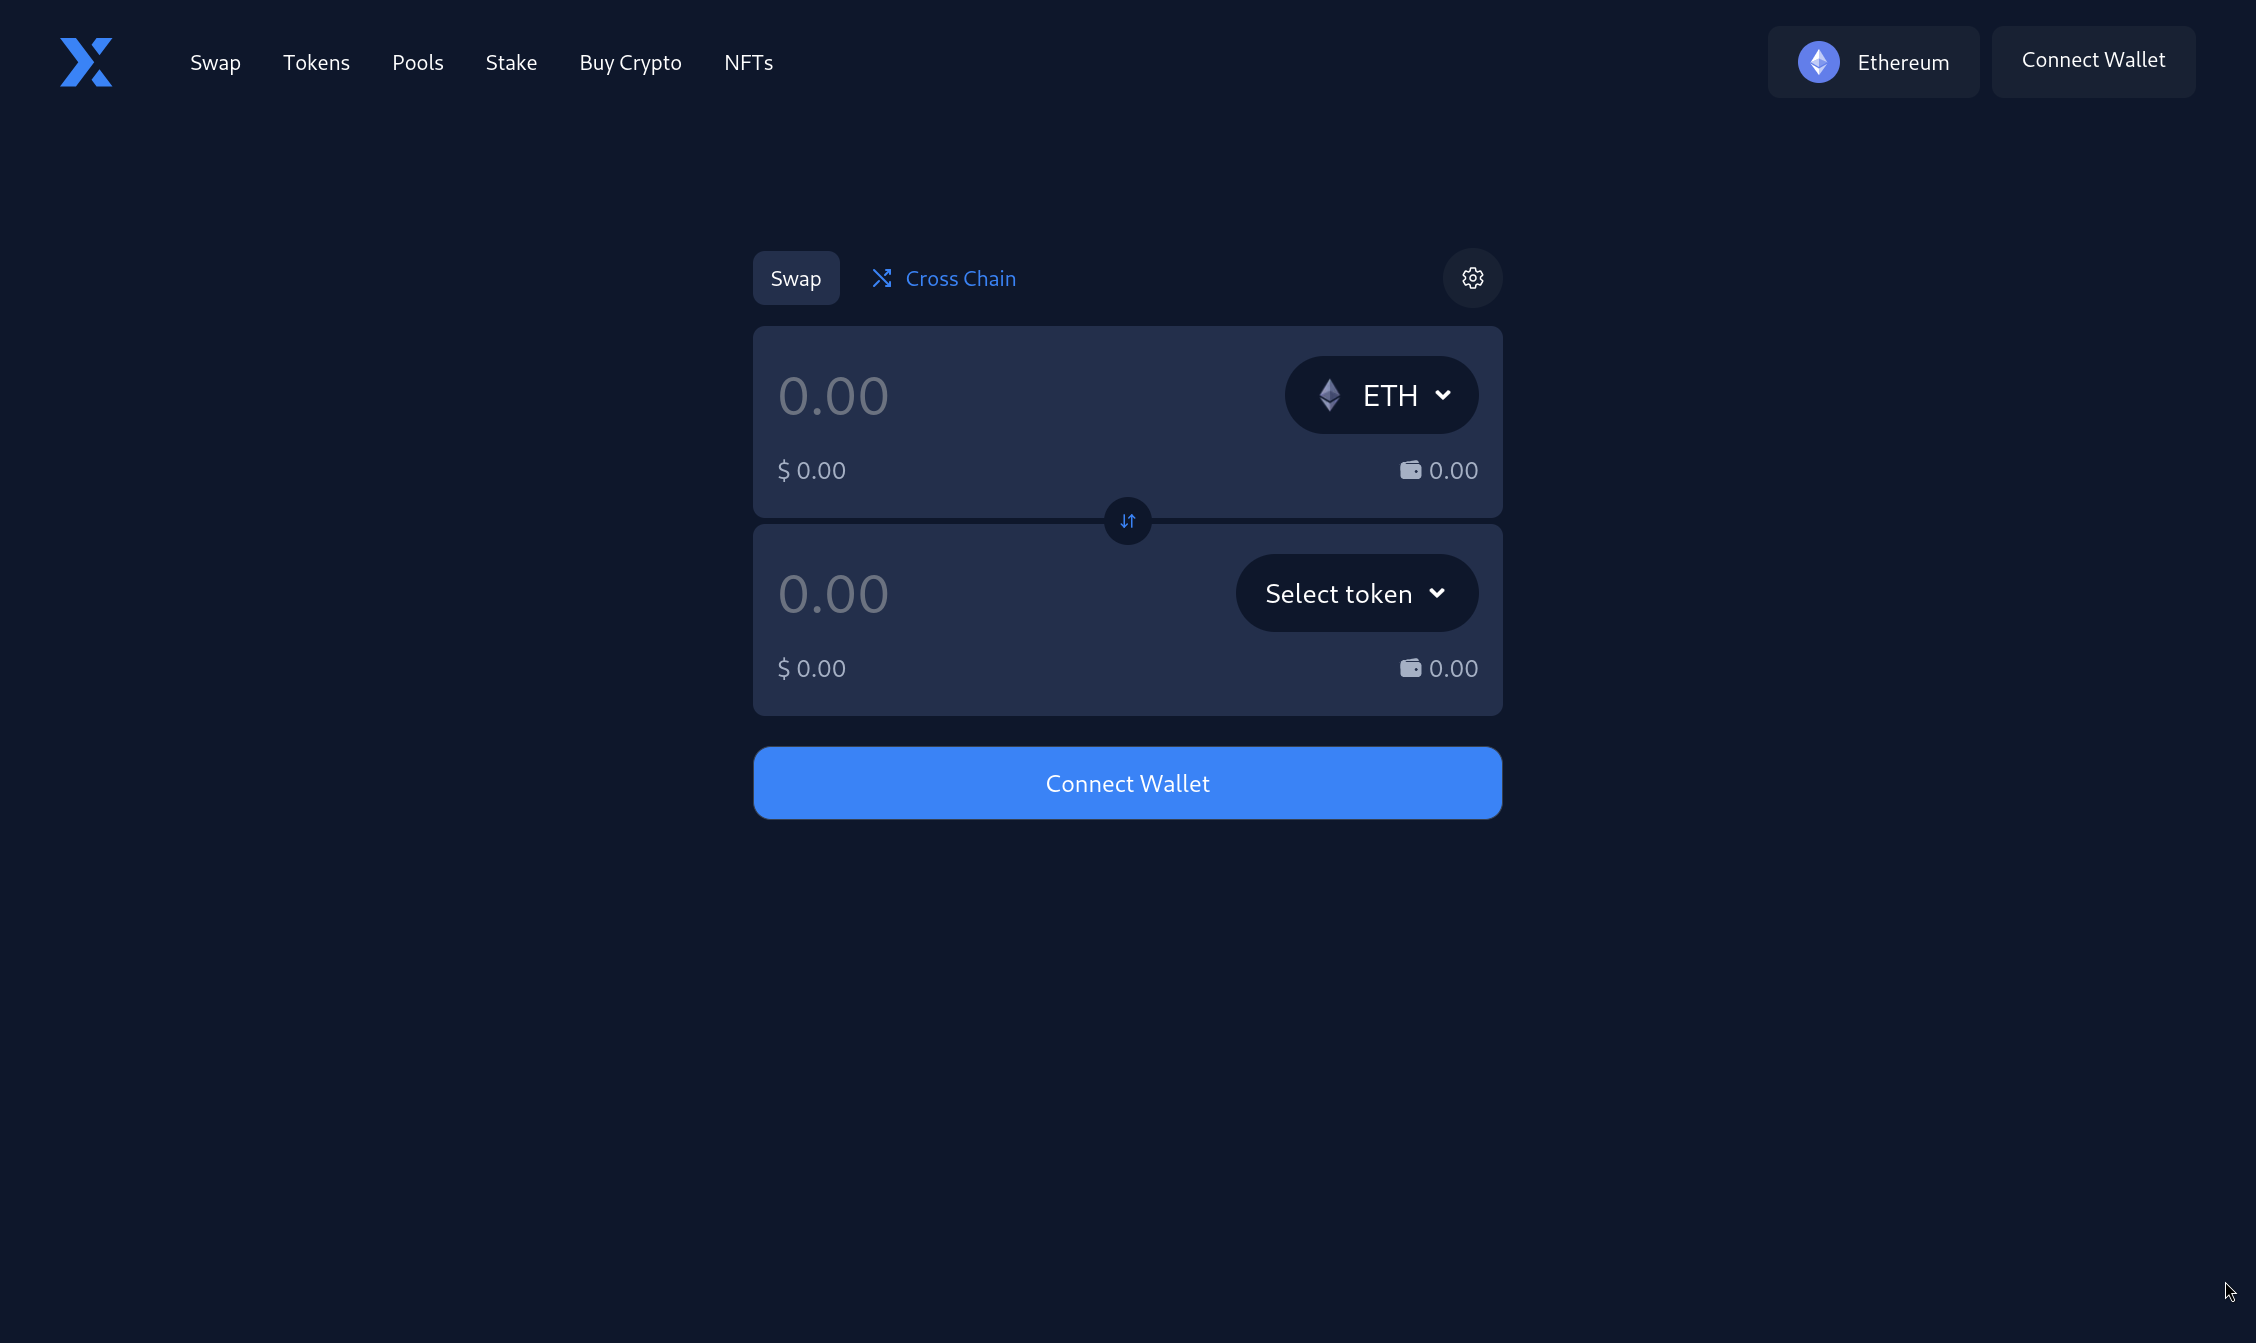 Swap Tokens Pools Stake Buy Crypto NFTs Ethereum Connect Wallet
Swap Cross Chain
0.00 ETH
$ 0.00 0.00
0.00 Select token
$ 0.00 0.00
Connect Wallet